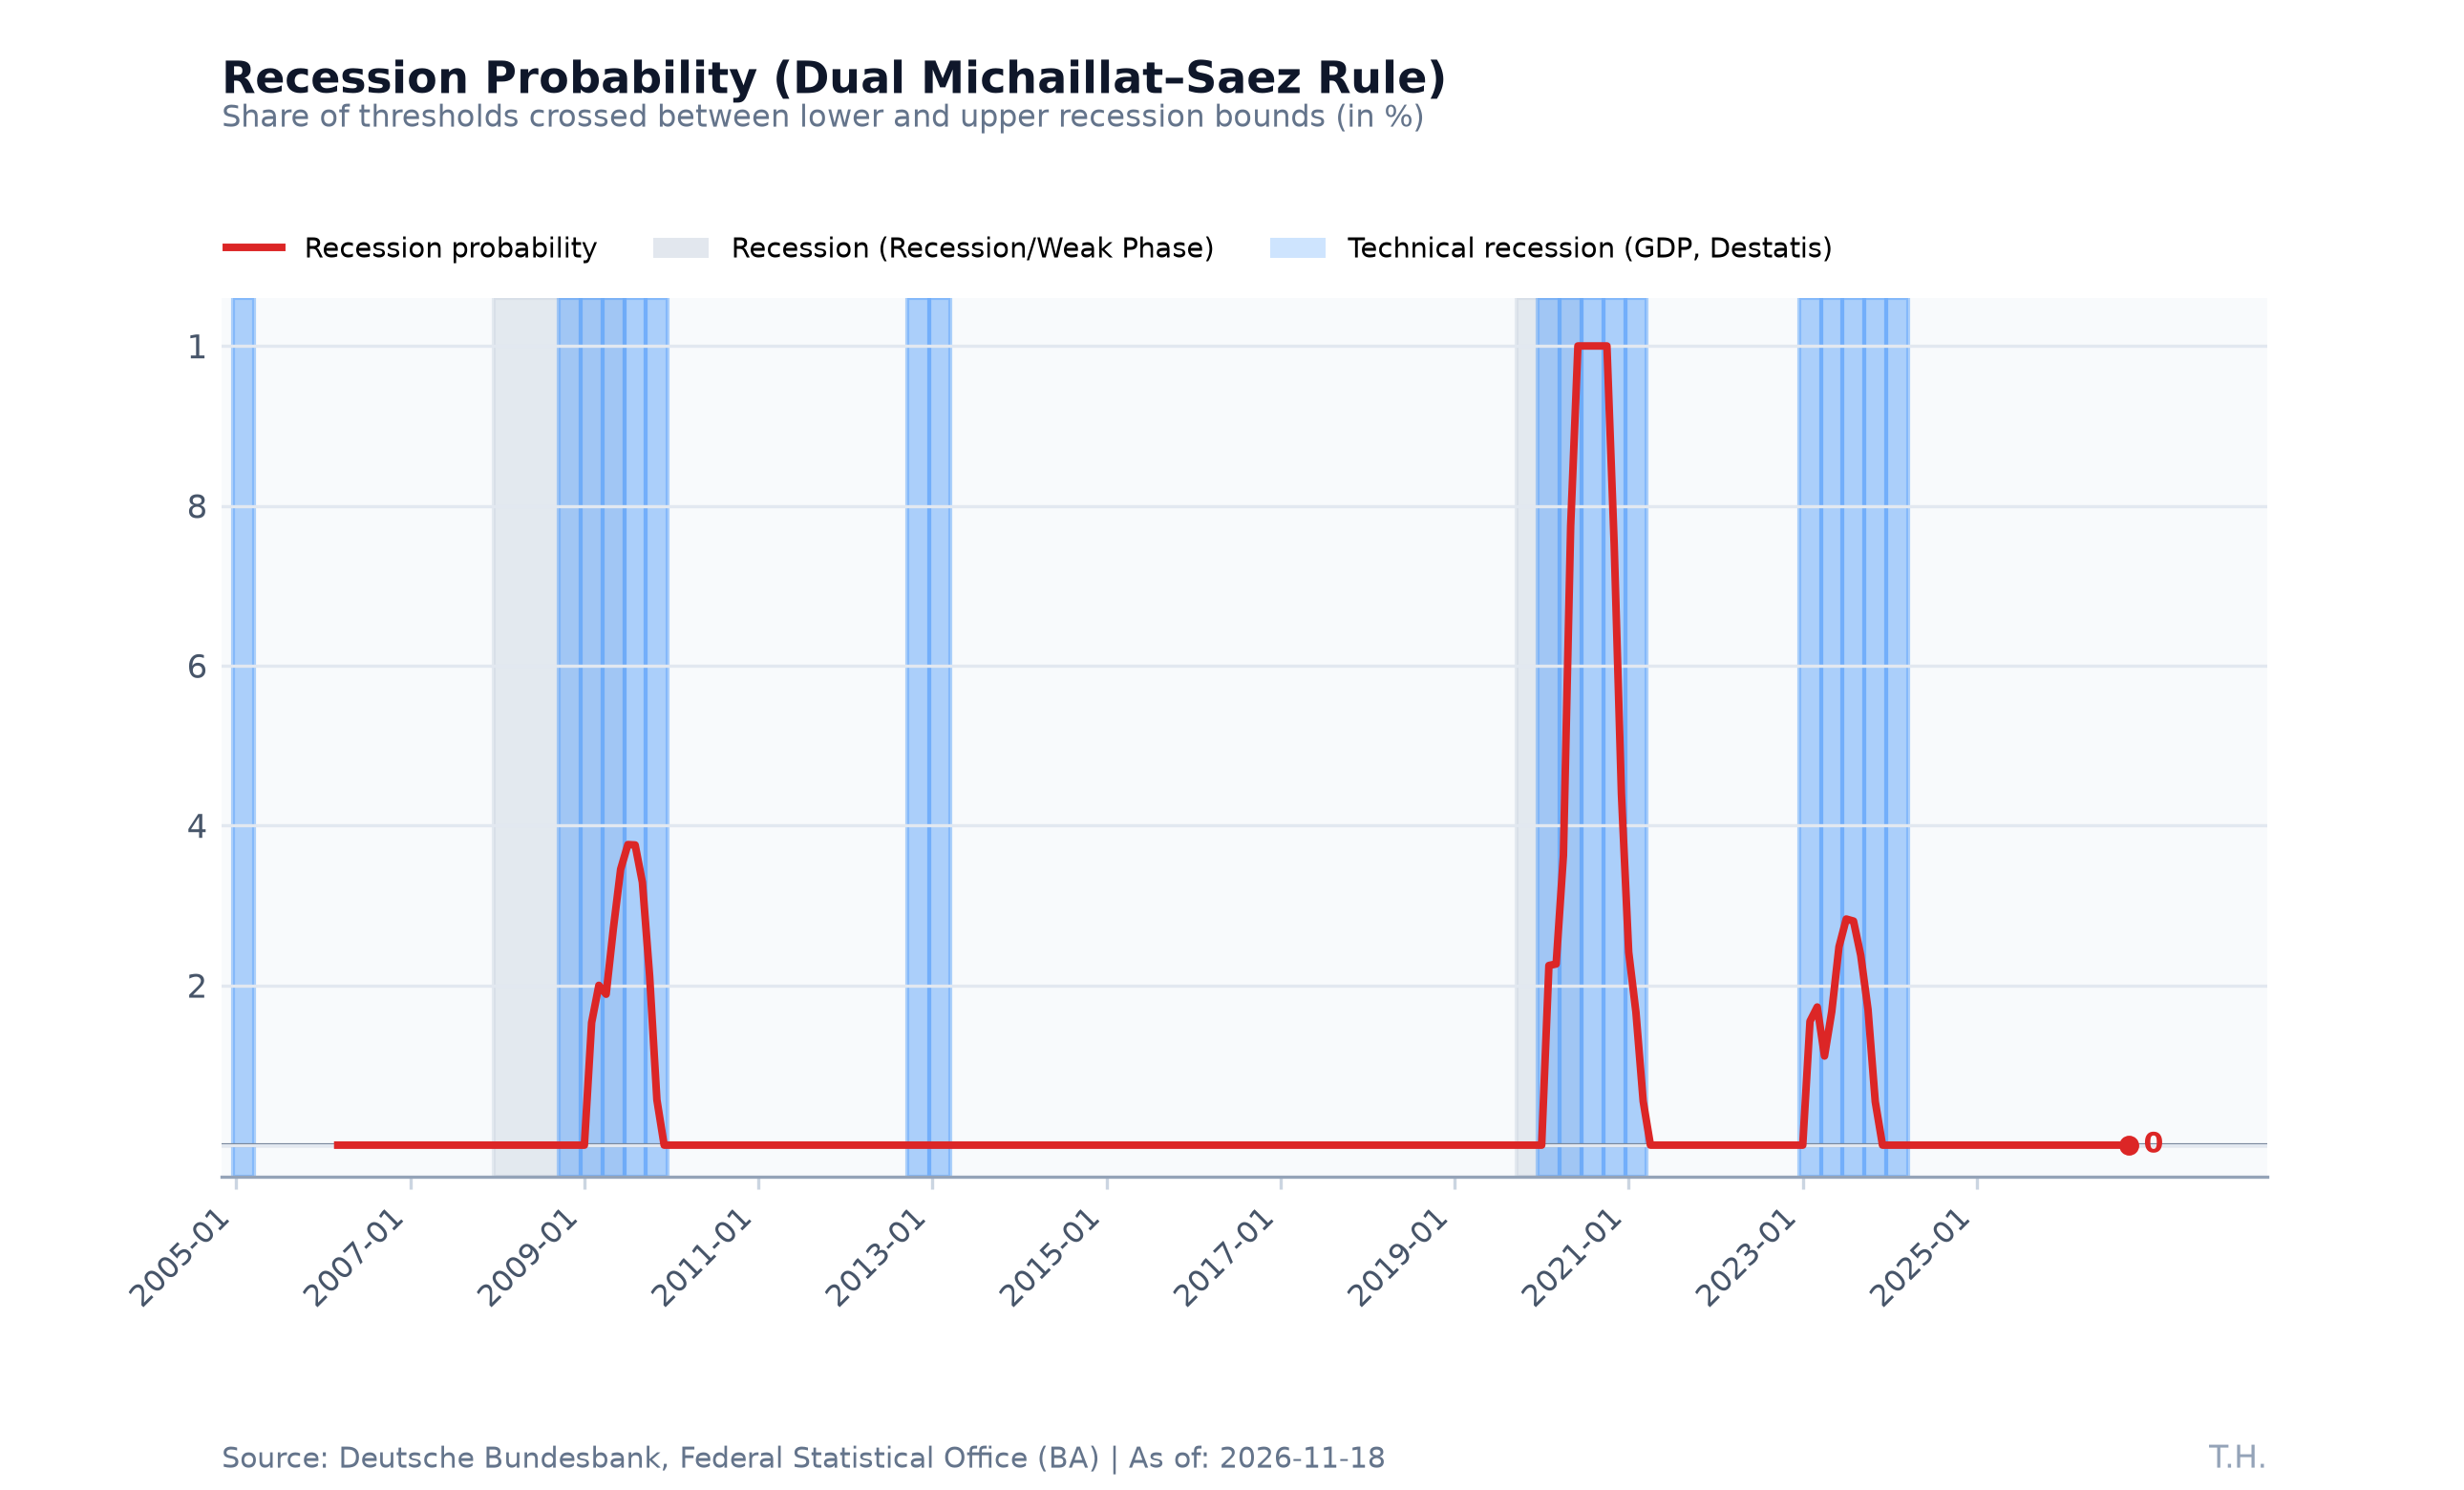 Recession Probability (Dual Michaillat–Saez Rule)
Share of thresholds crossed between lower and upper recession bounds (in %)
Recession probability
Recession (Recession/Weak Phase)
Technical recession (GDP, Destatis)
1
8
6
4
2
0
2005-01
2007-01
2009-01
2011-01
2013-01
2015-01
2017-01
2019-01
2021-01
2023-01
2025-01
Source: Deutsche Bundesbank, Federal Statistical Office (BA) | As of: 2026-11-18
T.H.